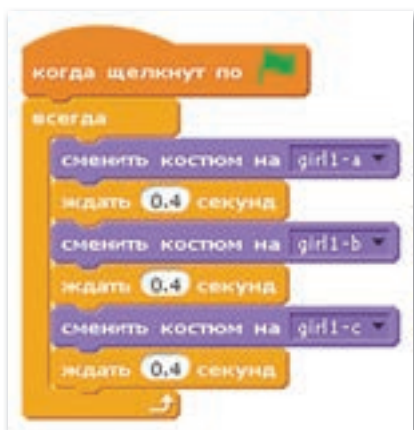 когда щелкнут по
всегда
сменить костюм на girl1-a
ждать 0.4 секунд
сменить костюм на girl1-b
ждать 0.4 секунд
сменить костюм на girl1-c
ждать 0.4 секунд